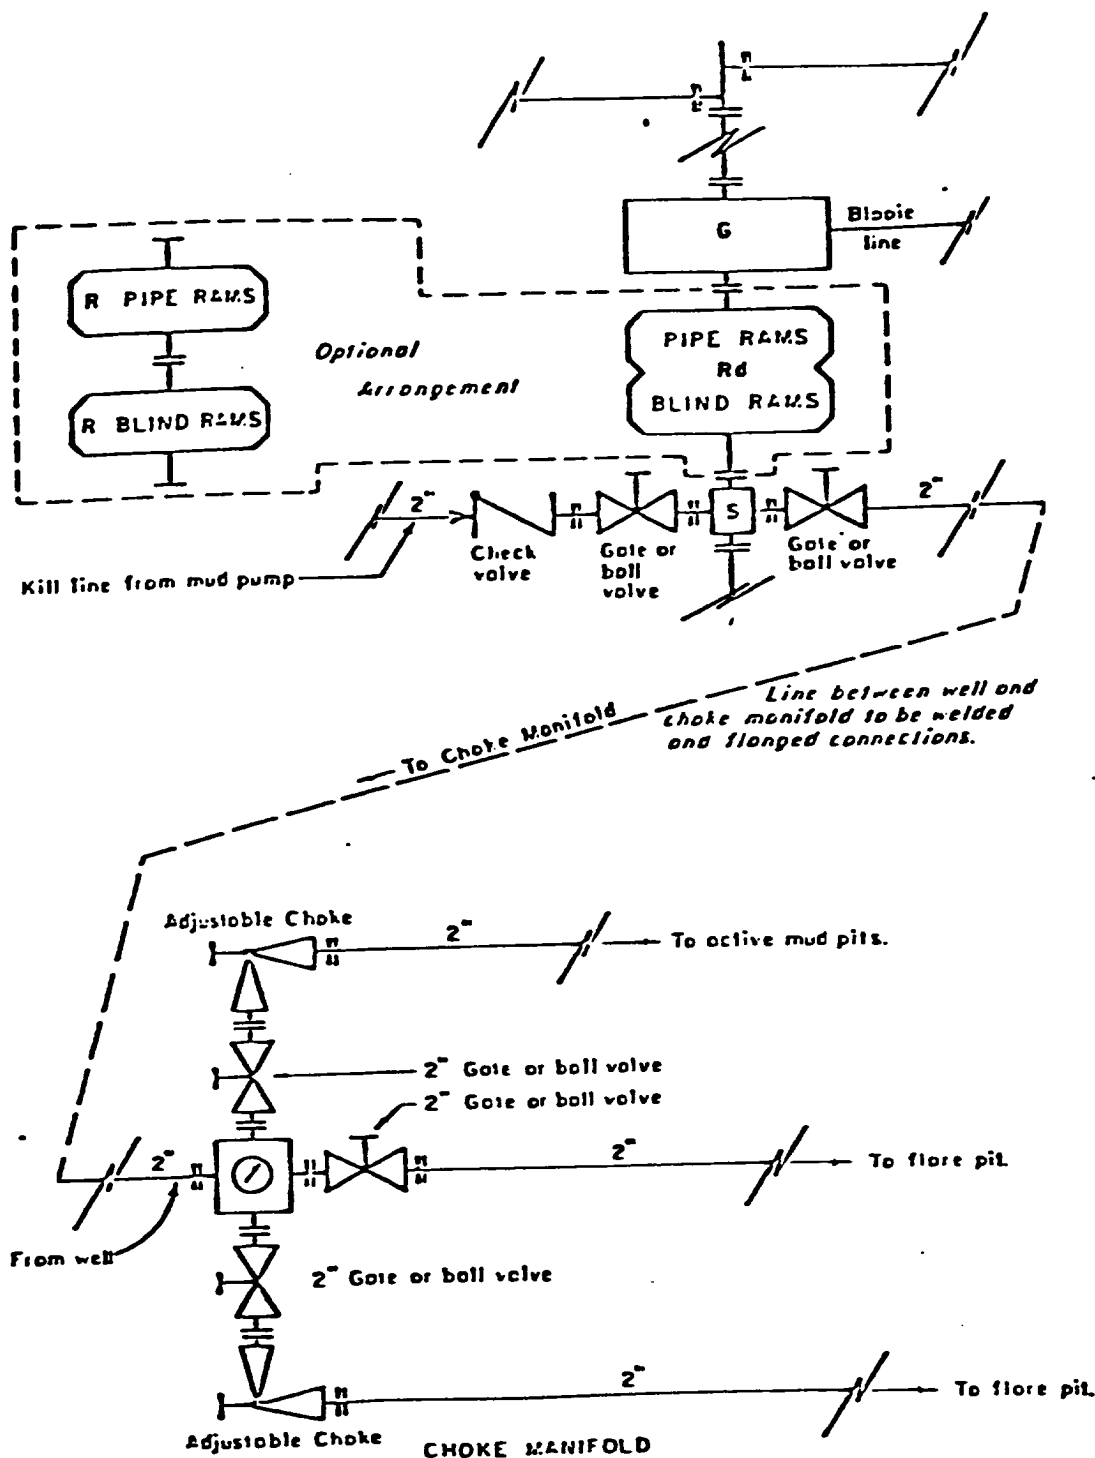 Blooie
line
G
R PIPE RAMS
R BLIND RAMS
Optional
Arrangement
PIPE RAMS
Rd
BLIND RAMS
2"
S
2"
Check
valve
Gate or
ball
valve
Gate or
ball valve
Kill line from mud pump
Line between well and
choke manifold to be welded
and flanged connections.
To Choke Manifold
Adjustable Choke
2"
To active mud pits.
2" Gate or ball valve
2" Gate or ball valve
2"
2"
To flare pit.
From well
2" Gate or ball valve
2"
To flare pit.
Adjustable Choke
CHOKE MANIFOLD